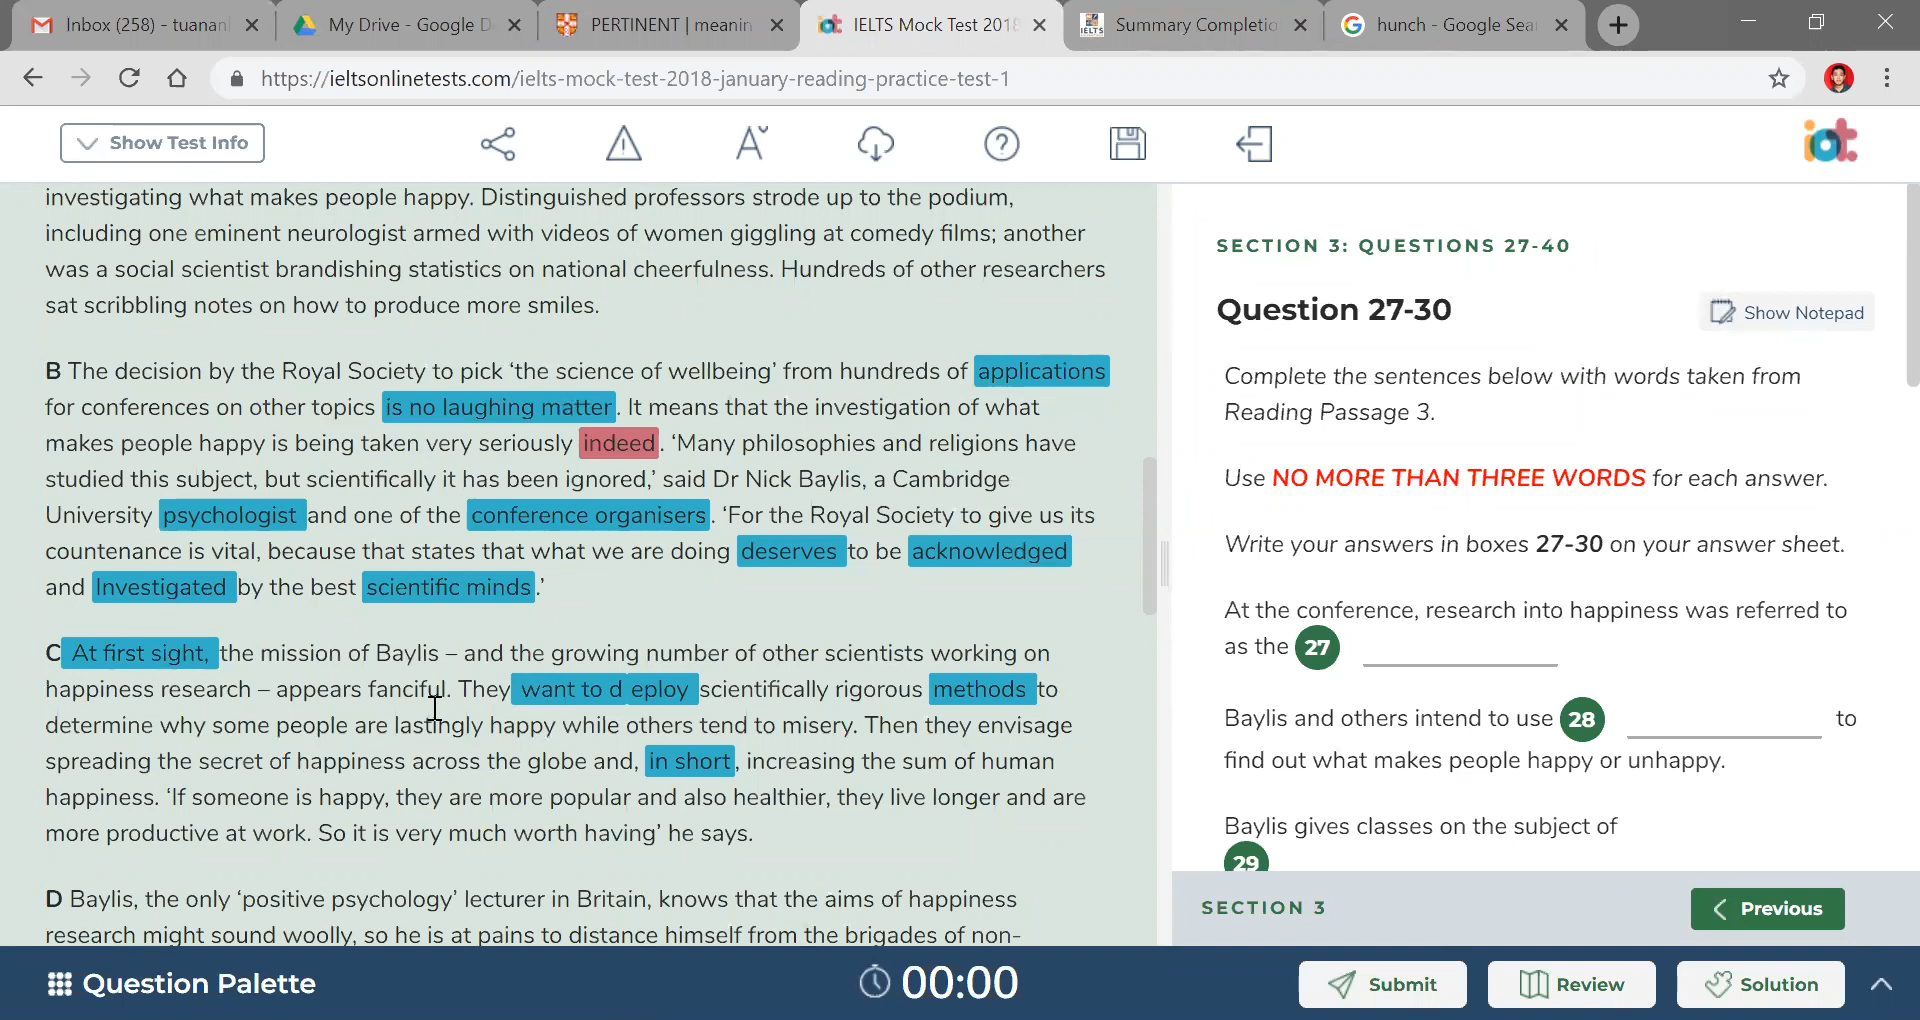 Inbox (258) - tuanan
My Drive - Google D
PERTINENT | meanin
IELTS Mock Test 2018
Summary Completio
hunch - Google Sea
https://ieltsonlinetests.com/ielts-mock-test-2018-january-reading-practice-test-1
Show Test Info
iot
investigating what makes people happy. Distinguished professors strode up to the podium,
including one eminent neurologist armed with videos of women giggling at comedy films; another
was a social scientist brandishing statistics on national cheerfulness. Hundreds of other researchers
sat scribbling notes on how to produce more smiles.
B The decision by the Royal Society to pick ‘the science of wellbeing’ from hundreds of applications
for conferences on other topics is no laughing matter. It means that the investigation of what
makes people happy is being taken very seriously indeed. ‘Many philosophies and religions have
studied this subject, but scientifically it has been ignored,’ said Dr Nick Baylis, a Cambridge
University psychologist and one of the conference organisers. ‘For the Royal Society to give us its
countenance is vital, because that states that what we are doing deserves to be acknowledged
and Investigated by the best scientific minds.’
C At first sight, the mission of Baylis – and the growing number of other scientists working on
happiness research – appears fanciful. They want to d eploy scientifically rigorous methods to
determine why some people are lastingly happy while others tend to misery. Then they envisage
spreading the secret of happiness across the globe and, in short, increasing the sum of human
happiness. ‘If someone is happy, they are more popular and also healthier, they live longer and are
more productive at work. So it is very much worth having’ he says.
D Baylis, the only ‘positive psychology’ lecturer in Britain, knows that the aims of happiness
research might sound woolly, so he is at pains to distance himself from the brigades of non-
SECTION 3: QUESTIONS 27-40
Question 27-30
Show Notepad
Complete the sentences below with words taken from
Reading Passage 3.
Use NO MORE THAN THREE WORDS for each answer.
Write your answers in boxes 27-30 on your answer sheet.
At the conference, research into happiness was referred to
as the 27
Baylis and others intend to use 28 to
find out what makes people happy or unhappy.
Baylis gives classes on the subject of
29
SECTION 3
Previous
Question Palette
00:00
Submit
Review
Solution